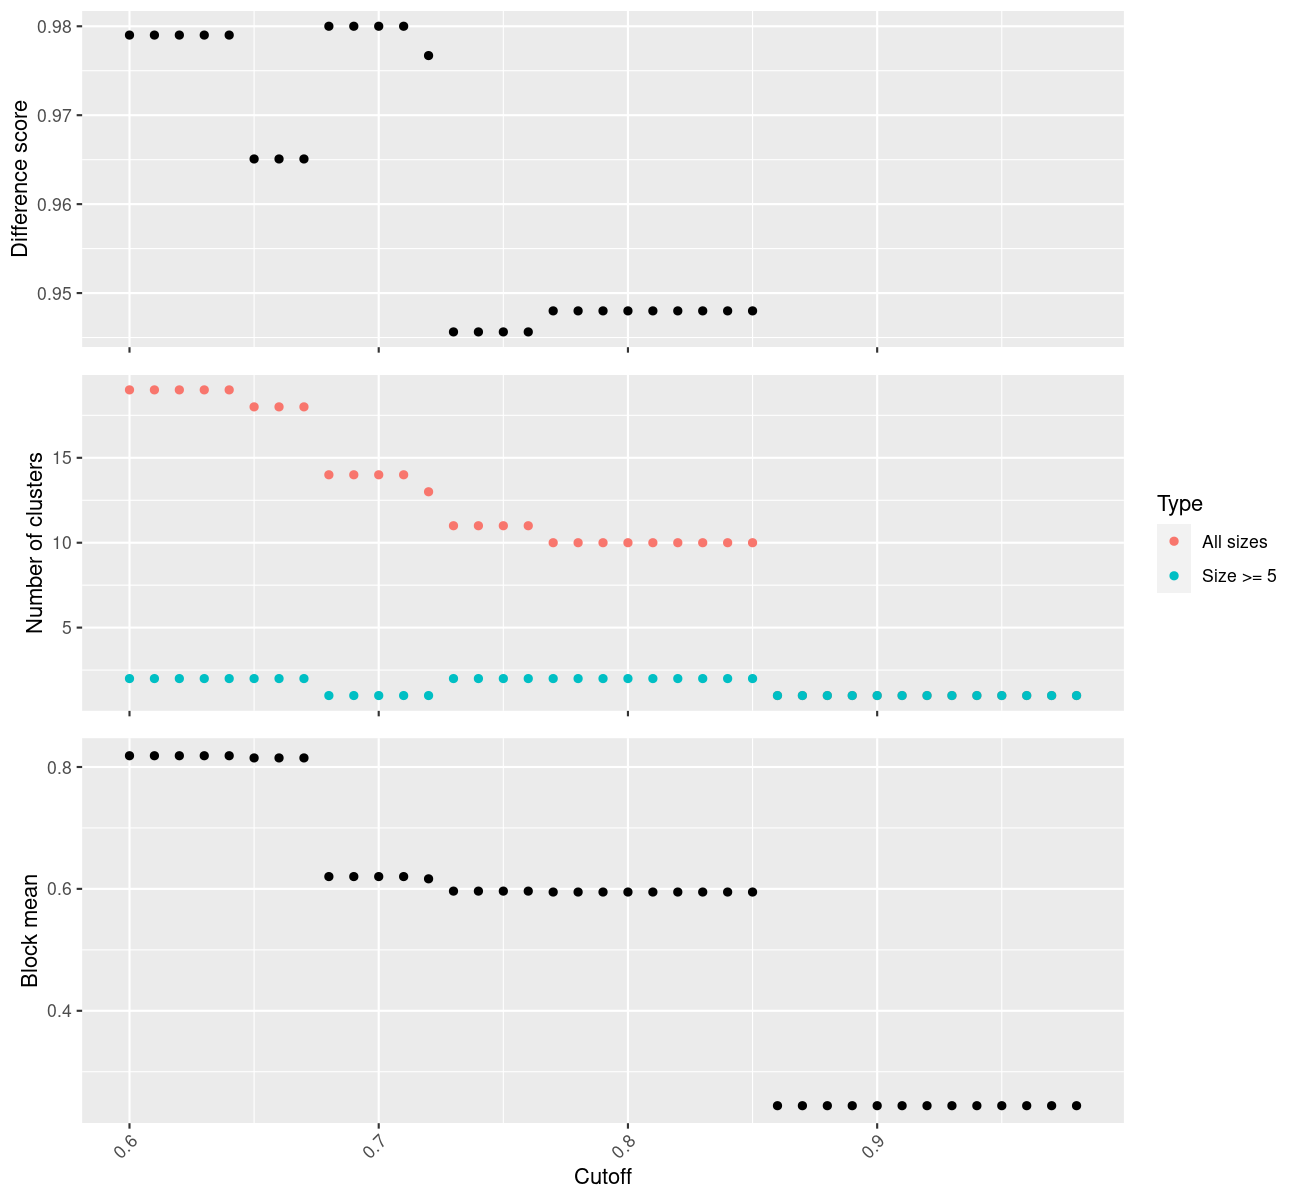 Difference score
0.98
0.97
0.96
0.95
Number of clusters
15
10
5
Type
All sizes
Size >= 5
Block mean
0.8
0.6
0.4
0.6
0.7
0.8
0.9
Cutoff